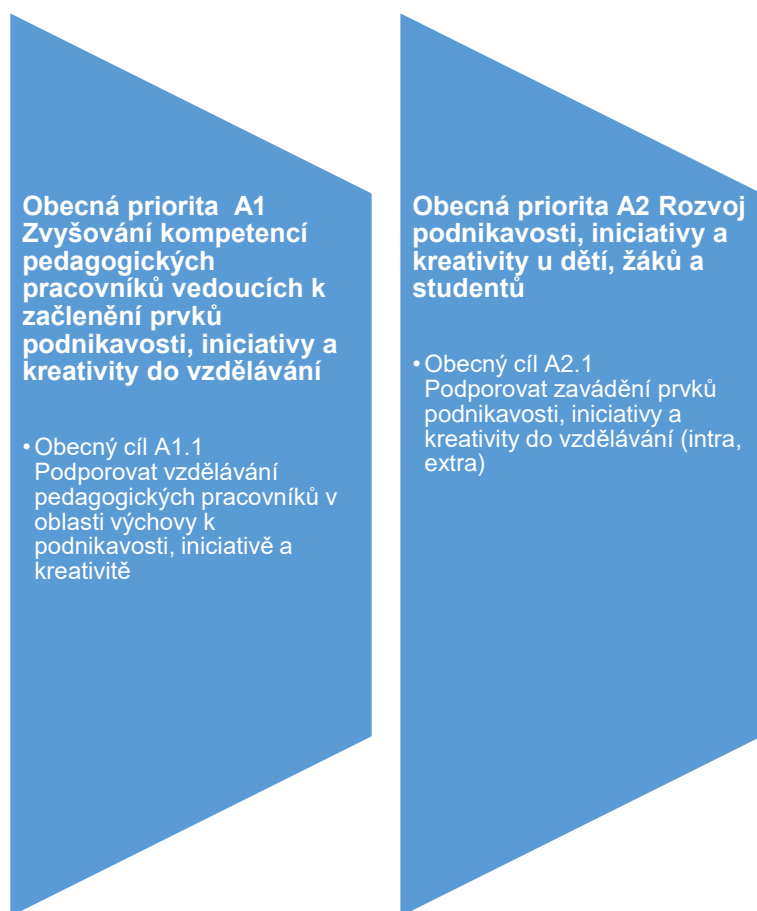 Obecná priorita  A1
Zvyšování kompetencí
pedagogických
pracovníků vedoucích k
začlenění prvků
podnikavosti, iniciativy a
kreativity do vzdělávání
• Obecný cíl A1.1
Podporovat vzdělávání
pedagogických pracovníků v
oblasti výchovy k
podnikavosti, iniciativě a
kreativitě
Obecná priorita A2 Rozvoj
podnikavosti, iniciativy a
kreativity u dětí, žáků a
studentů
• Obecný cíl A2.1
Podporovat zavádění prvků
podnikavosti, iniciativy a
kreativity do vzdělávání (intra,
extra)